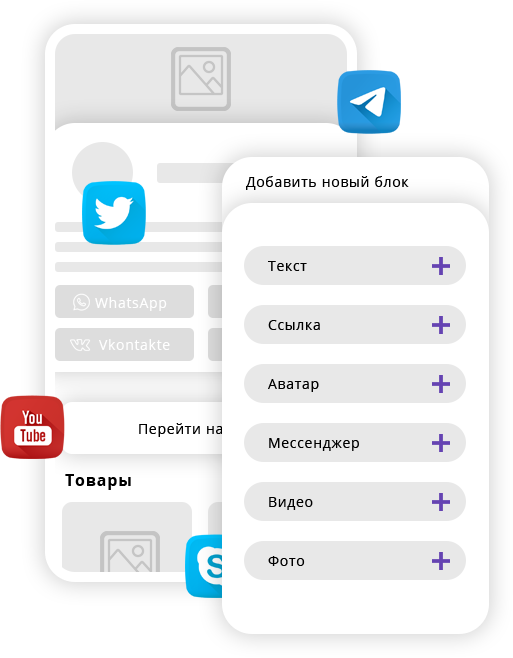 Добавить новый блок
WhatsApp
Vkontakte
You
Tube
Перейти на
Товары
S
Текст
Ссылка
Аватар
Мессенджер
Видео
Фото